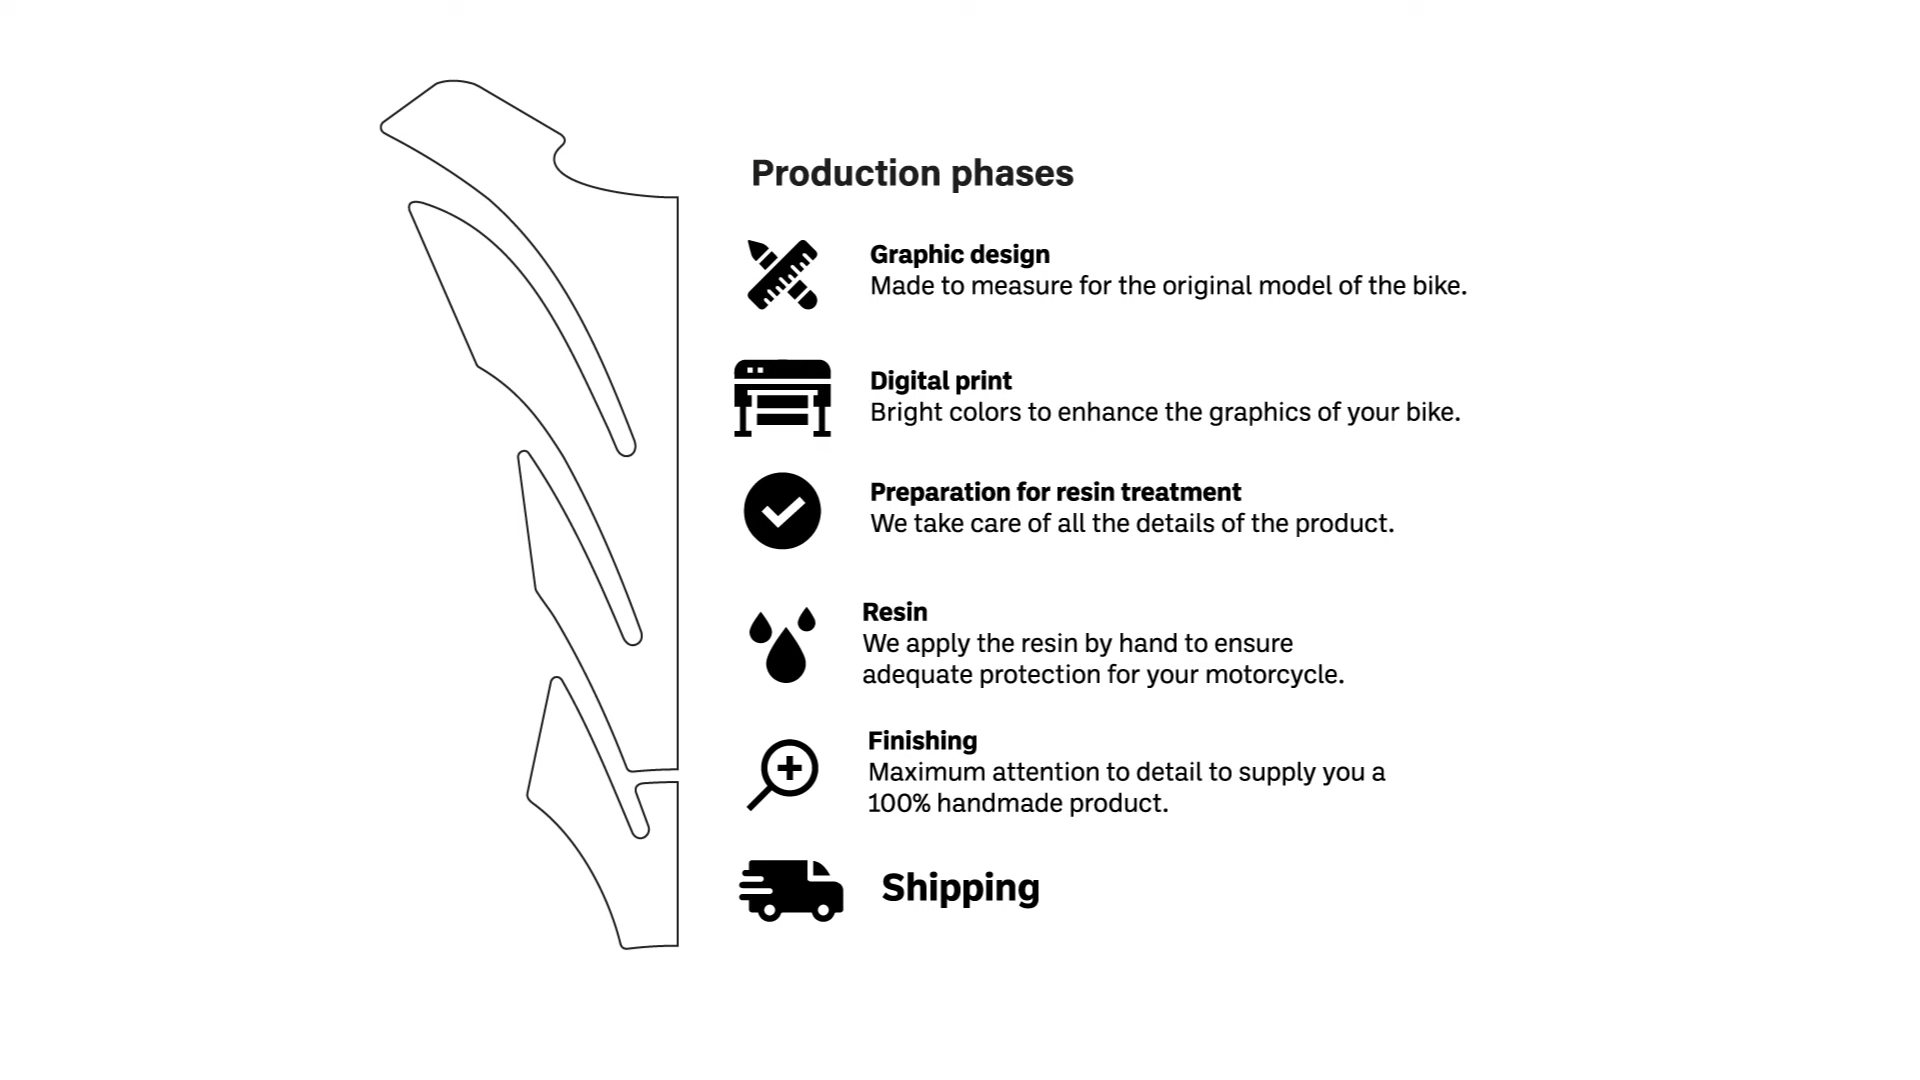 Production phases
Graphic design
Made to measure for the original model of the bike.
Digital print
Bright colors to enhance the graphics of your bike.
Preparation for resin treatment
We take care of all the details of the product.
Resin
We apply the resin by hand to ensure
adequate protection for your motorcycle.
Finishing
Maximum attention to detail to supply you a
100% handmade product.
Shipping